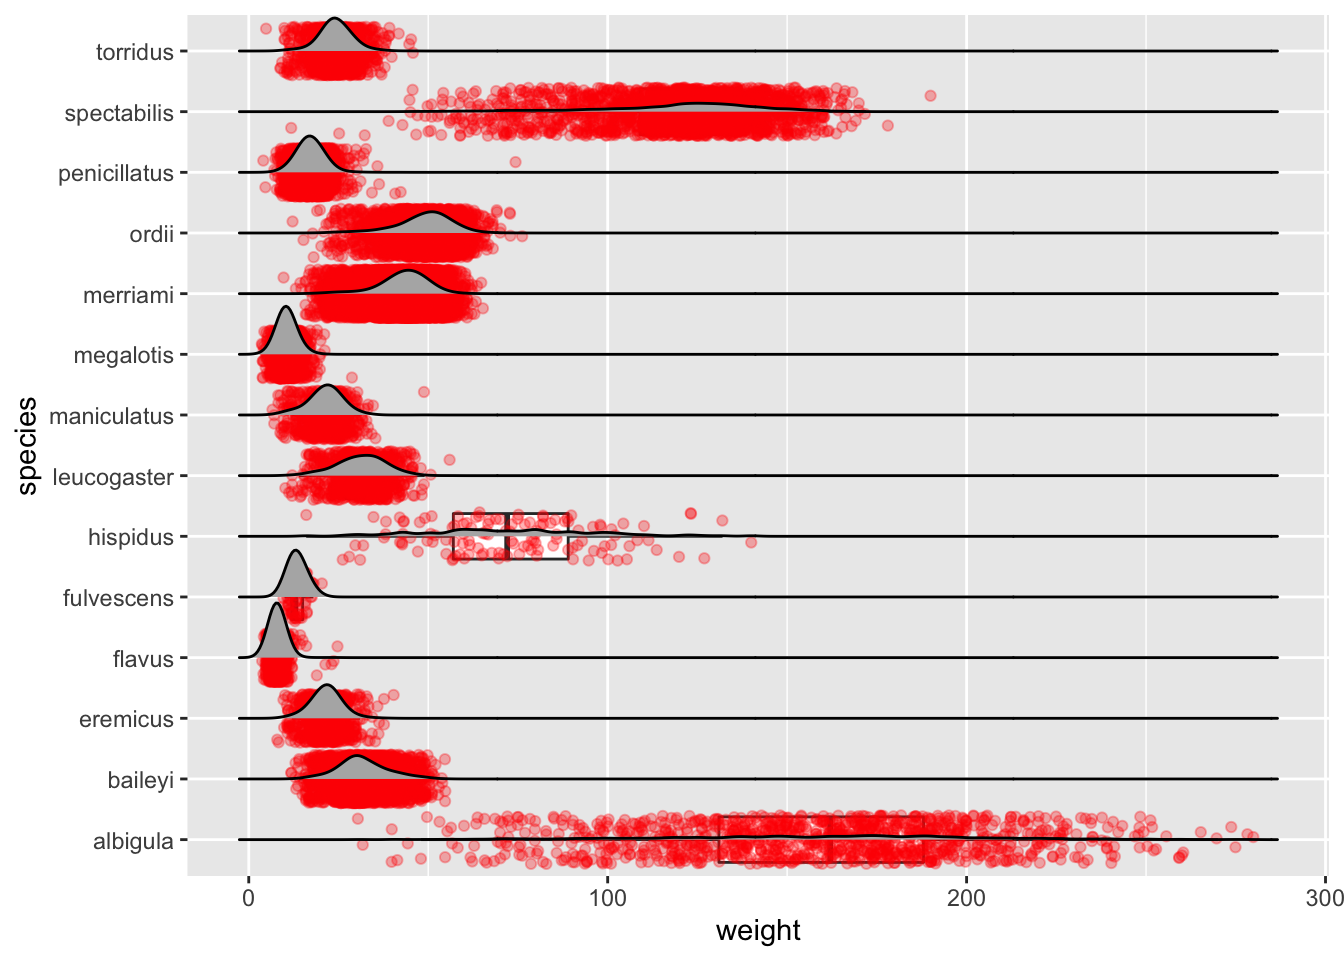 torridus
spectabilis
penicillatus
ordii
merriami
megalotis
maniculatus
leucogaster
hispidus
fulvescens
flavus
eremicus
baileyi
albigula
species
0 100 200 300
weight